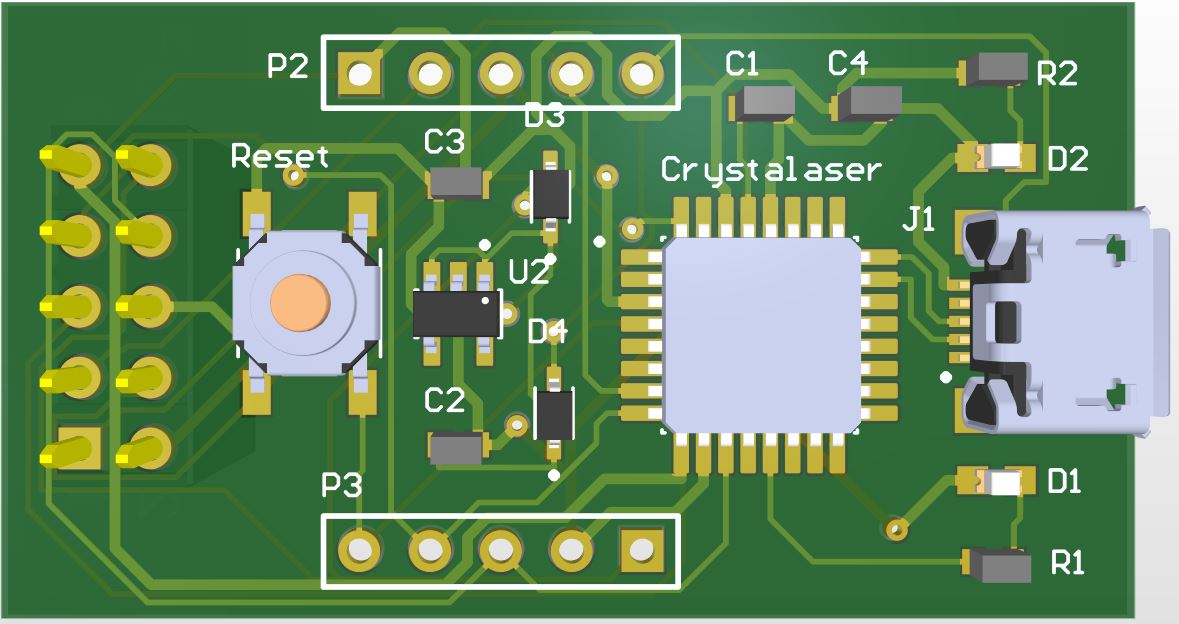 P2
C1
C4
R2
D3
C3
Reset
D2
Crystalaser
J1
U2
D4
C2
P3
D1
R1